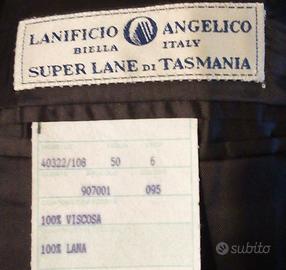 LANIFICIO ANGELICO
BIELLA ITALY
SUPER LANE DI TASMANIA
40322/108 50 6
907001 095
100% VISCOSA
100% LANA
subito